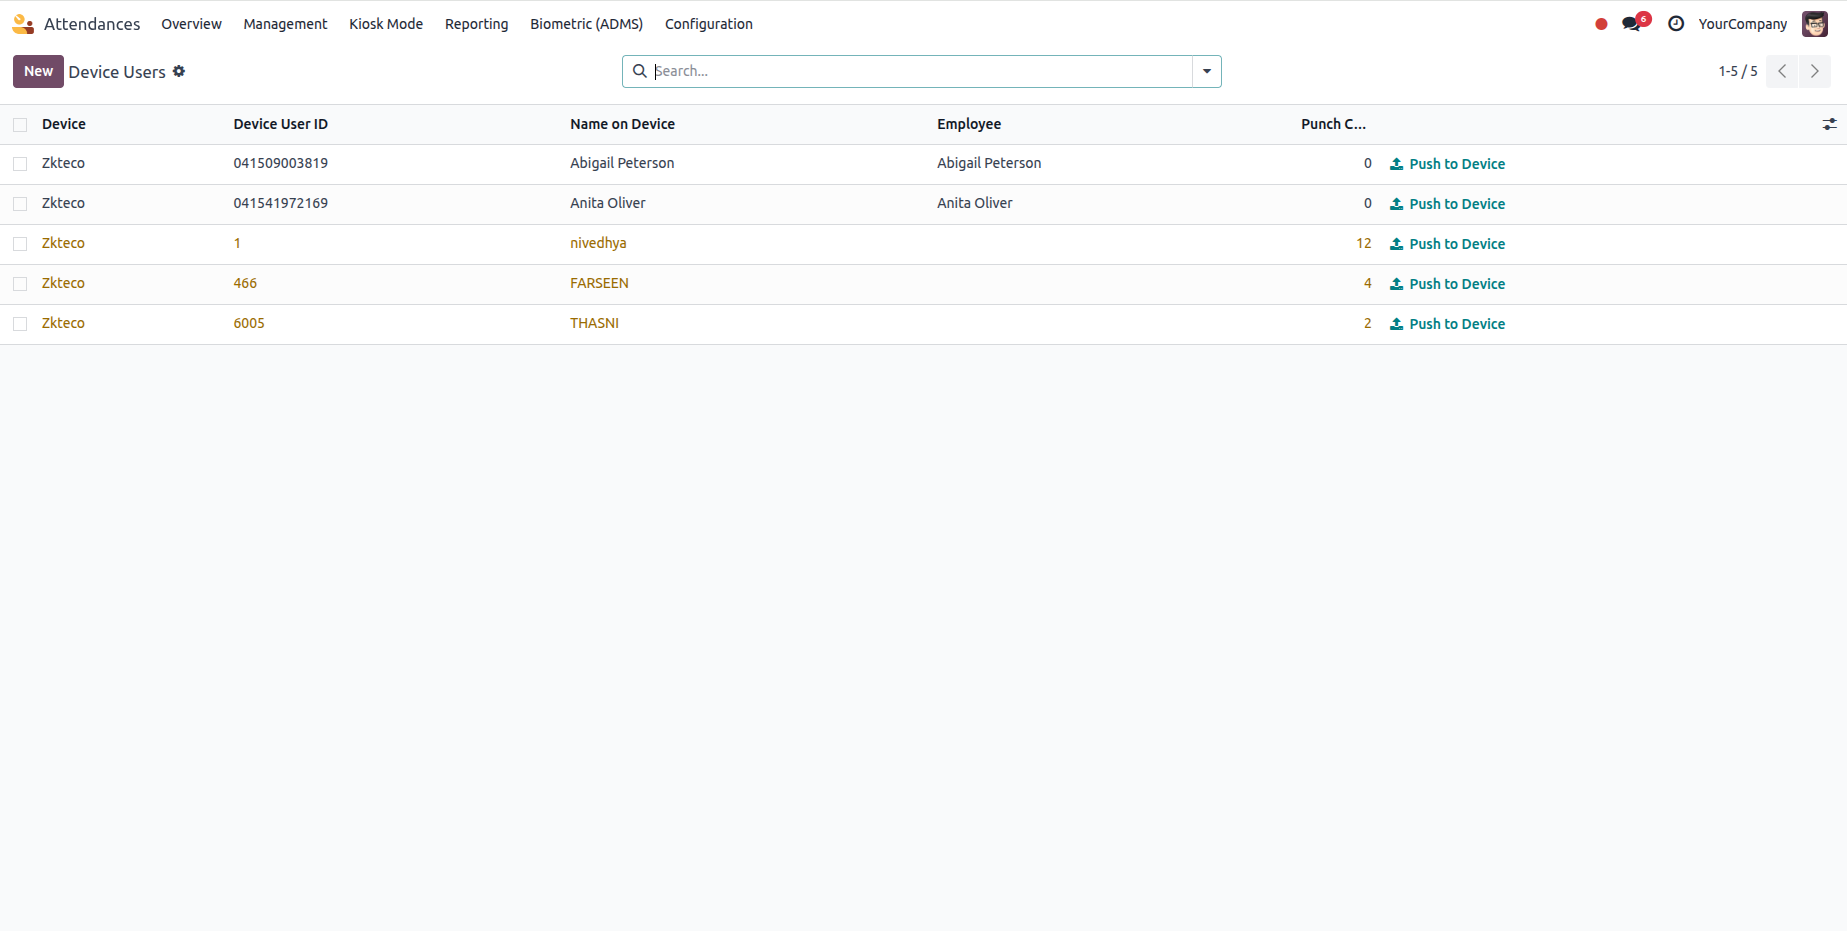 Attendances Overview Management Kiosk Mode Reporting Biometric (ADMS) Configuration 6 YourCompany
New Device Users Search... 1-5 / 5
Device Device User ID Name on Device Employee Punch C...
Zkteco 041509003819 Abigail Peterson Abigail Peterson 0 Push to Device
Zkteco 041541972169 Anita Oliver Anita Oliver 0 Push to Device
Zkteco 1 nivedhya 12 Push to Device
Zkteco 466 FARSEEN 4 Push to Device
Zkteco 6005 THASNI 2 Push to Device